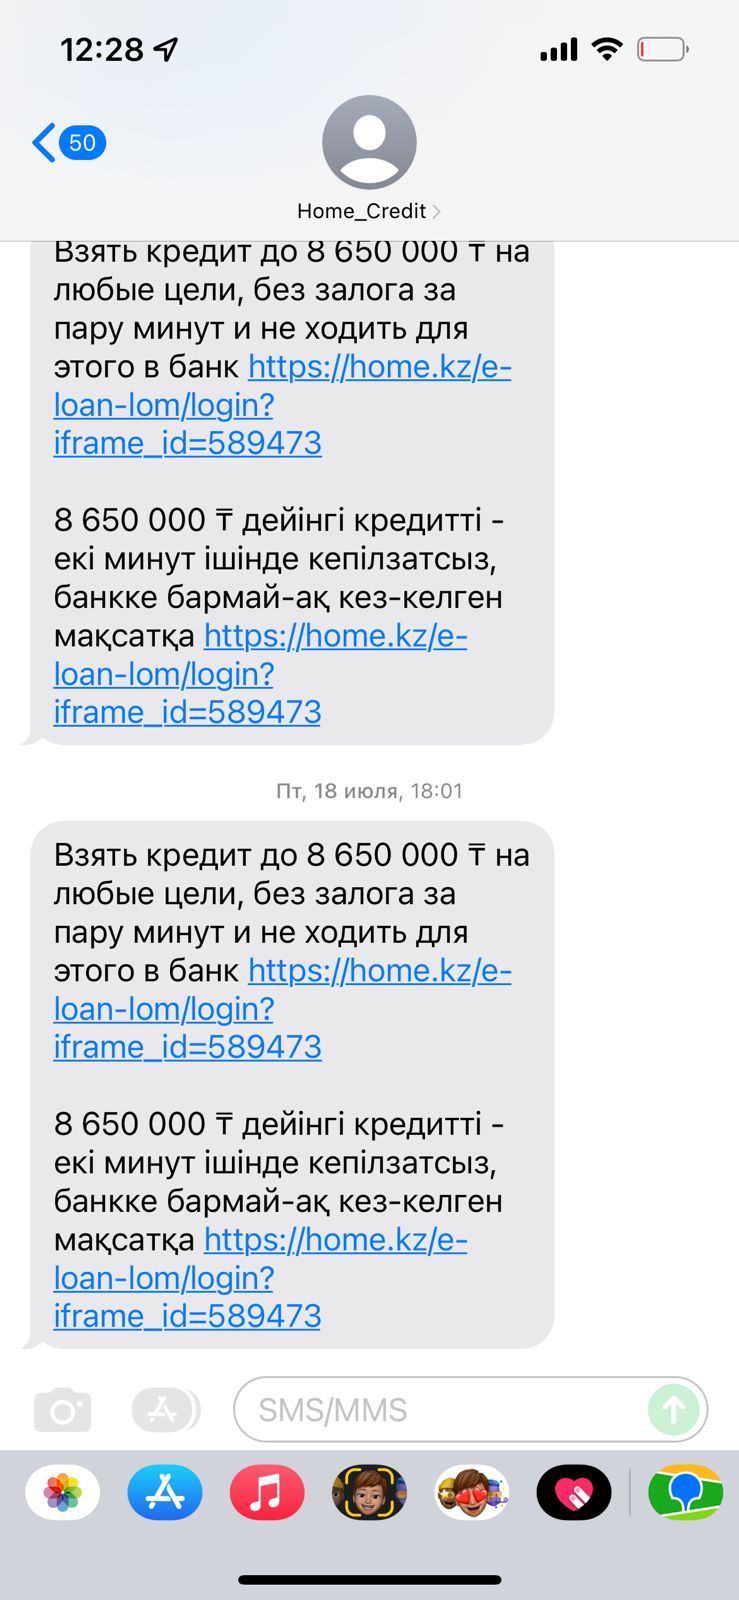 12:28
50
Home_Credit
Взять кредит до 8 650 000 ₸ на
любые цели, без залога за
пару минут и не ходить для
этого в банк https://home.kz/e-
loan-lom/login?
iframe_id=589473
8 650 000 ₸ дейінгі кредитті -
екі минут ішінде кепілзатсыз,
банкке бармай-ақ кез-келген
мақсатқа https://home.kz/e-
loan-lom/login?
iframe_id=589473
Пт, 18 июля, 18:01
Взять кредит до 8 650 000 ₸ на
любые цели, без залога за
пару минут и не ходить для
этого в банк https://home.kz/e-
loan-lom/login?
iframe_id=589473
8 650 000 ₸ дейінгі кредитті -
екі минут ішінде кепілзатсыз,
банкке бармай-ақ кез-келген
мақсатқа https://home.kz/e-
loan-lom/login?
iframe_id=589473
SMS/MMS